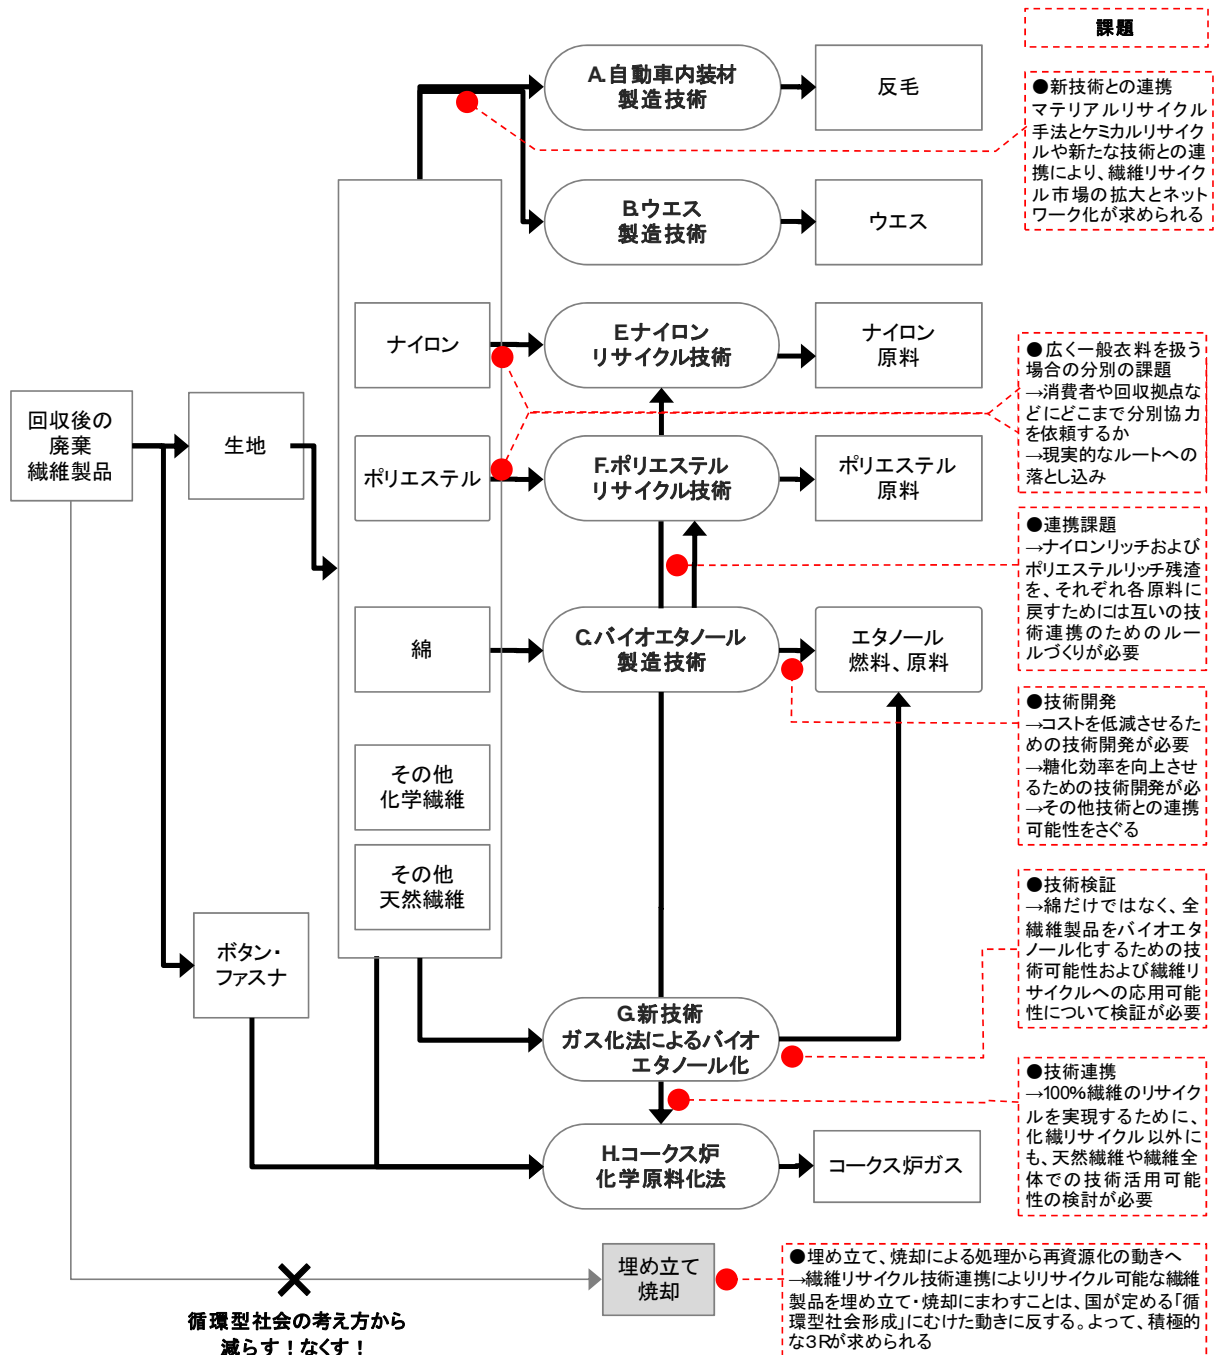 課題
A.自動車内装材
製造技術
反毛
●新技術との連携
マテリアルリサイクル
手法とケミカルリサイク
ルや新たな技術との連
携により、繊維リサイク
ル市場の拡大とネット
ワーク化が求められる
B.ウエス
製造技術
ウエス
ナイロン
E.ナイロン
リサイクル技術
ナイロン
原料
●広く一般衣料を扱う
場合の分別の課題
→消費者や回収拠点な
どにどこまで分別協力
を依頼するか
→現実的なルートへの
落とし込み
回収後の
廃棄
繊維製品
生地
ポリエステル
F.ポリエステル
リサイクル技術
ポリエステル
原料
●連携課題
→ナイロンリッチおよび
ポリエステルリッチ残渣
を、それぞれ各原料に
戻すためには互いの技
術連携のためのルー
ルづくりが必要
綿
C.バイオエタノール
製造技術
エタノール
燃料、原料
●技術開発
→コストを低減させるた
めの技術開発が必要
→糖化効率を向上させ
るための技術開発が必
→その他技術との連携
可能性をさぐる
その他
化学繊維
その他
天然繊維
●技術検証
→綿だけではなく、全
繊維製品をバイオエタ
ノール化するための技
術可能性および繊維リ
サイクルへの応用可能
性について検証が必要
ボタン・
ファスナ
G.新技術
ガス化法によるバイオ
エタノール化
●技術連携
→100%繊維のリサイク
ルを実現するために、
化繊リサイクル以外に
も、天然繊維や繊維全
体での技術活用可能
性の検討が必要
H.コークス炉
化学原料化法
コークス炉ガス
埋め立て
焼却
●埋め立て、焼却による処理から再資源化の動きへ
→繊維リサイクル技術連携によりリサイクル可能な繊維
製品を埋め立て・焼却にまわすことは、国が定める「循
環型社会形成」にむけた動きに反する。よって、積極的
な3Rが求められる
循環型社会の考え方から
減らす!なくす!